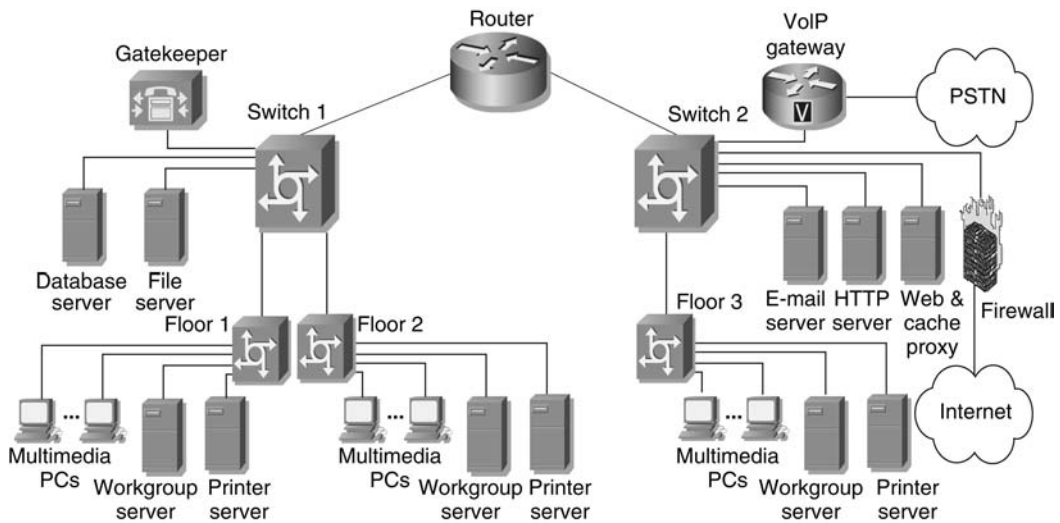 Router
VoIP
gateway
Gatekeeper
PSTN
Switch 1
Switch 2
V
Database
server
File
server
E-mail
server
HTTP
server
Web &
cache
proxy
Firewall
Floor 1
Floor 2
Floor 3
Internet
...
...
...
Multimedia
PCs
Workgroup
server
Printer
server
Multimedia
PCs
Workgroup
server
Printer
server
Multimedia
PCs
Workgroup
server
Printer
server